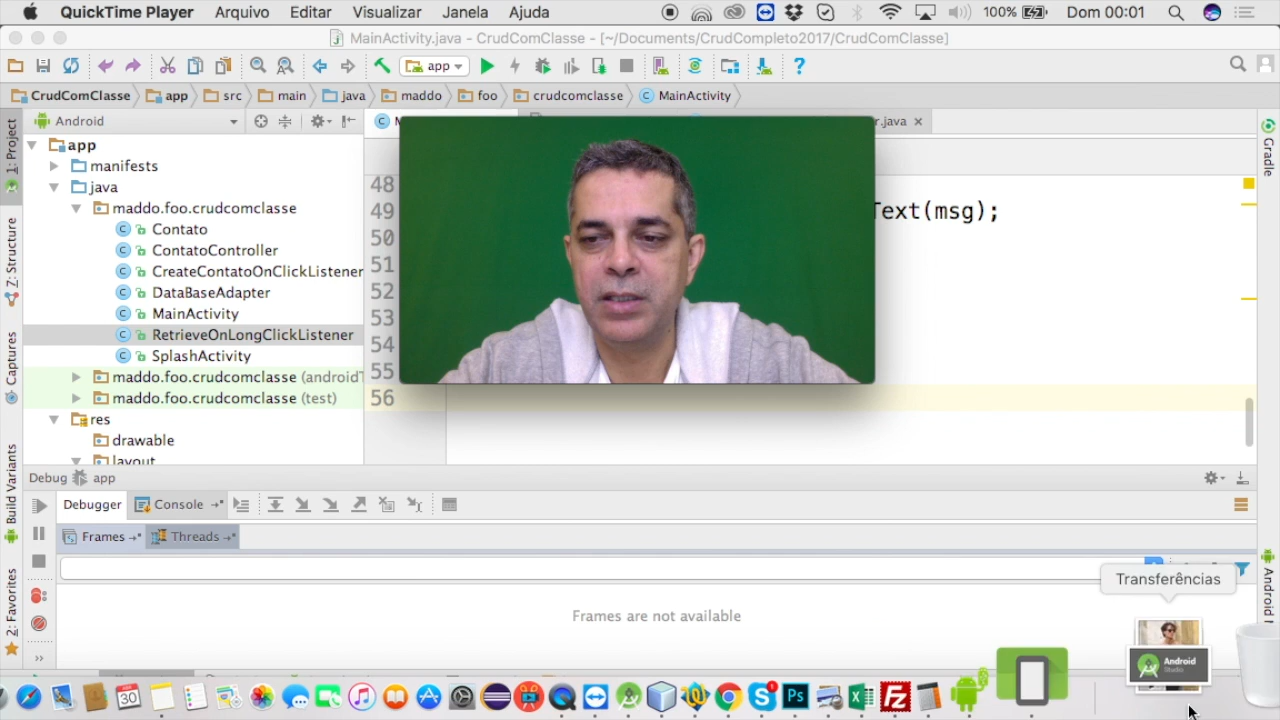 QuickTime Player Arquivo Editar Visualizar Janela Ajuda 100% Dom 00:01
MainActivity.java - CrudComClasse - [~/Documents/CrudCompleto2017/CrudComClasse]
app
CrudComClasse app src main java maddo foo crudcomclasse MainActivity
Android
.java
1: Project
Gradle
app
manifests
java
maddo.foo.crudcomclasse
Contato
ContatoController
CreateContatoOnClickListener
DataBaseAdapter
MainActivity
RetrieveOnLongClickListener
SplashActivity
maddo.foo.crudcomclasse (android
maddo.foo.crudcomclasse (test)
res
drawable
layout
Z: Structure
Captures
Build Variants
2: Favorites
48
49 Text(msg);
50
51
52
53
54
55
56
Debug app
Debugger Console
Frames Threads
Frames are not available
Transferências
Android
Studio
30
Ps
Fz